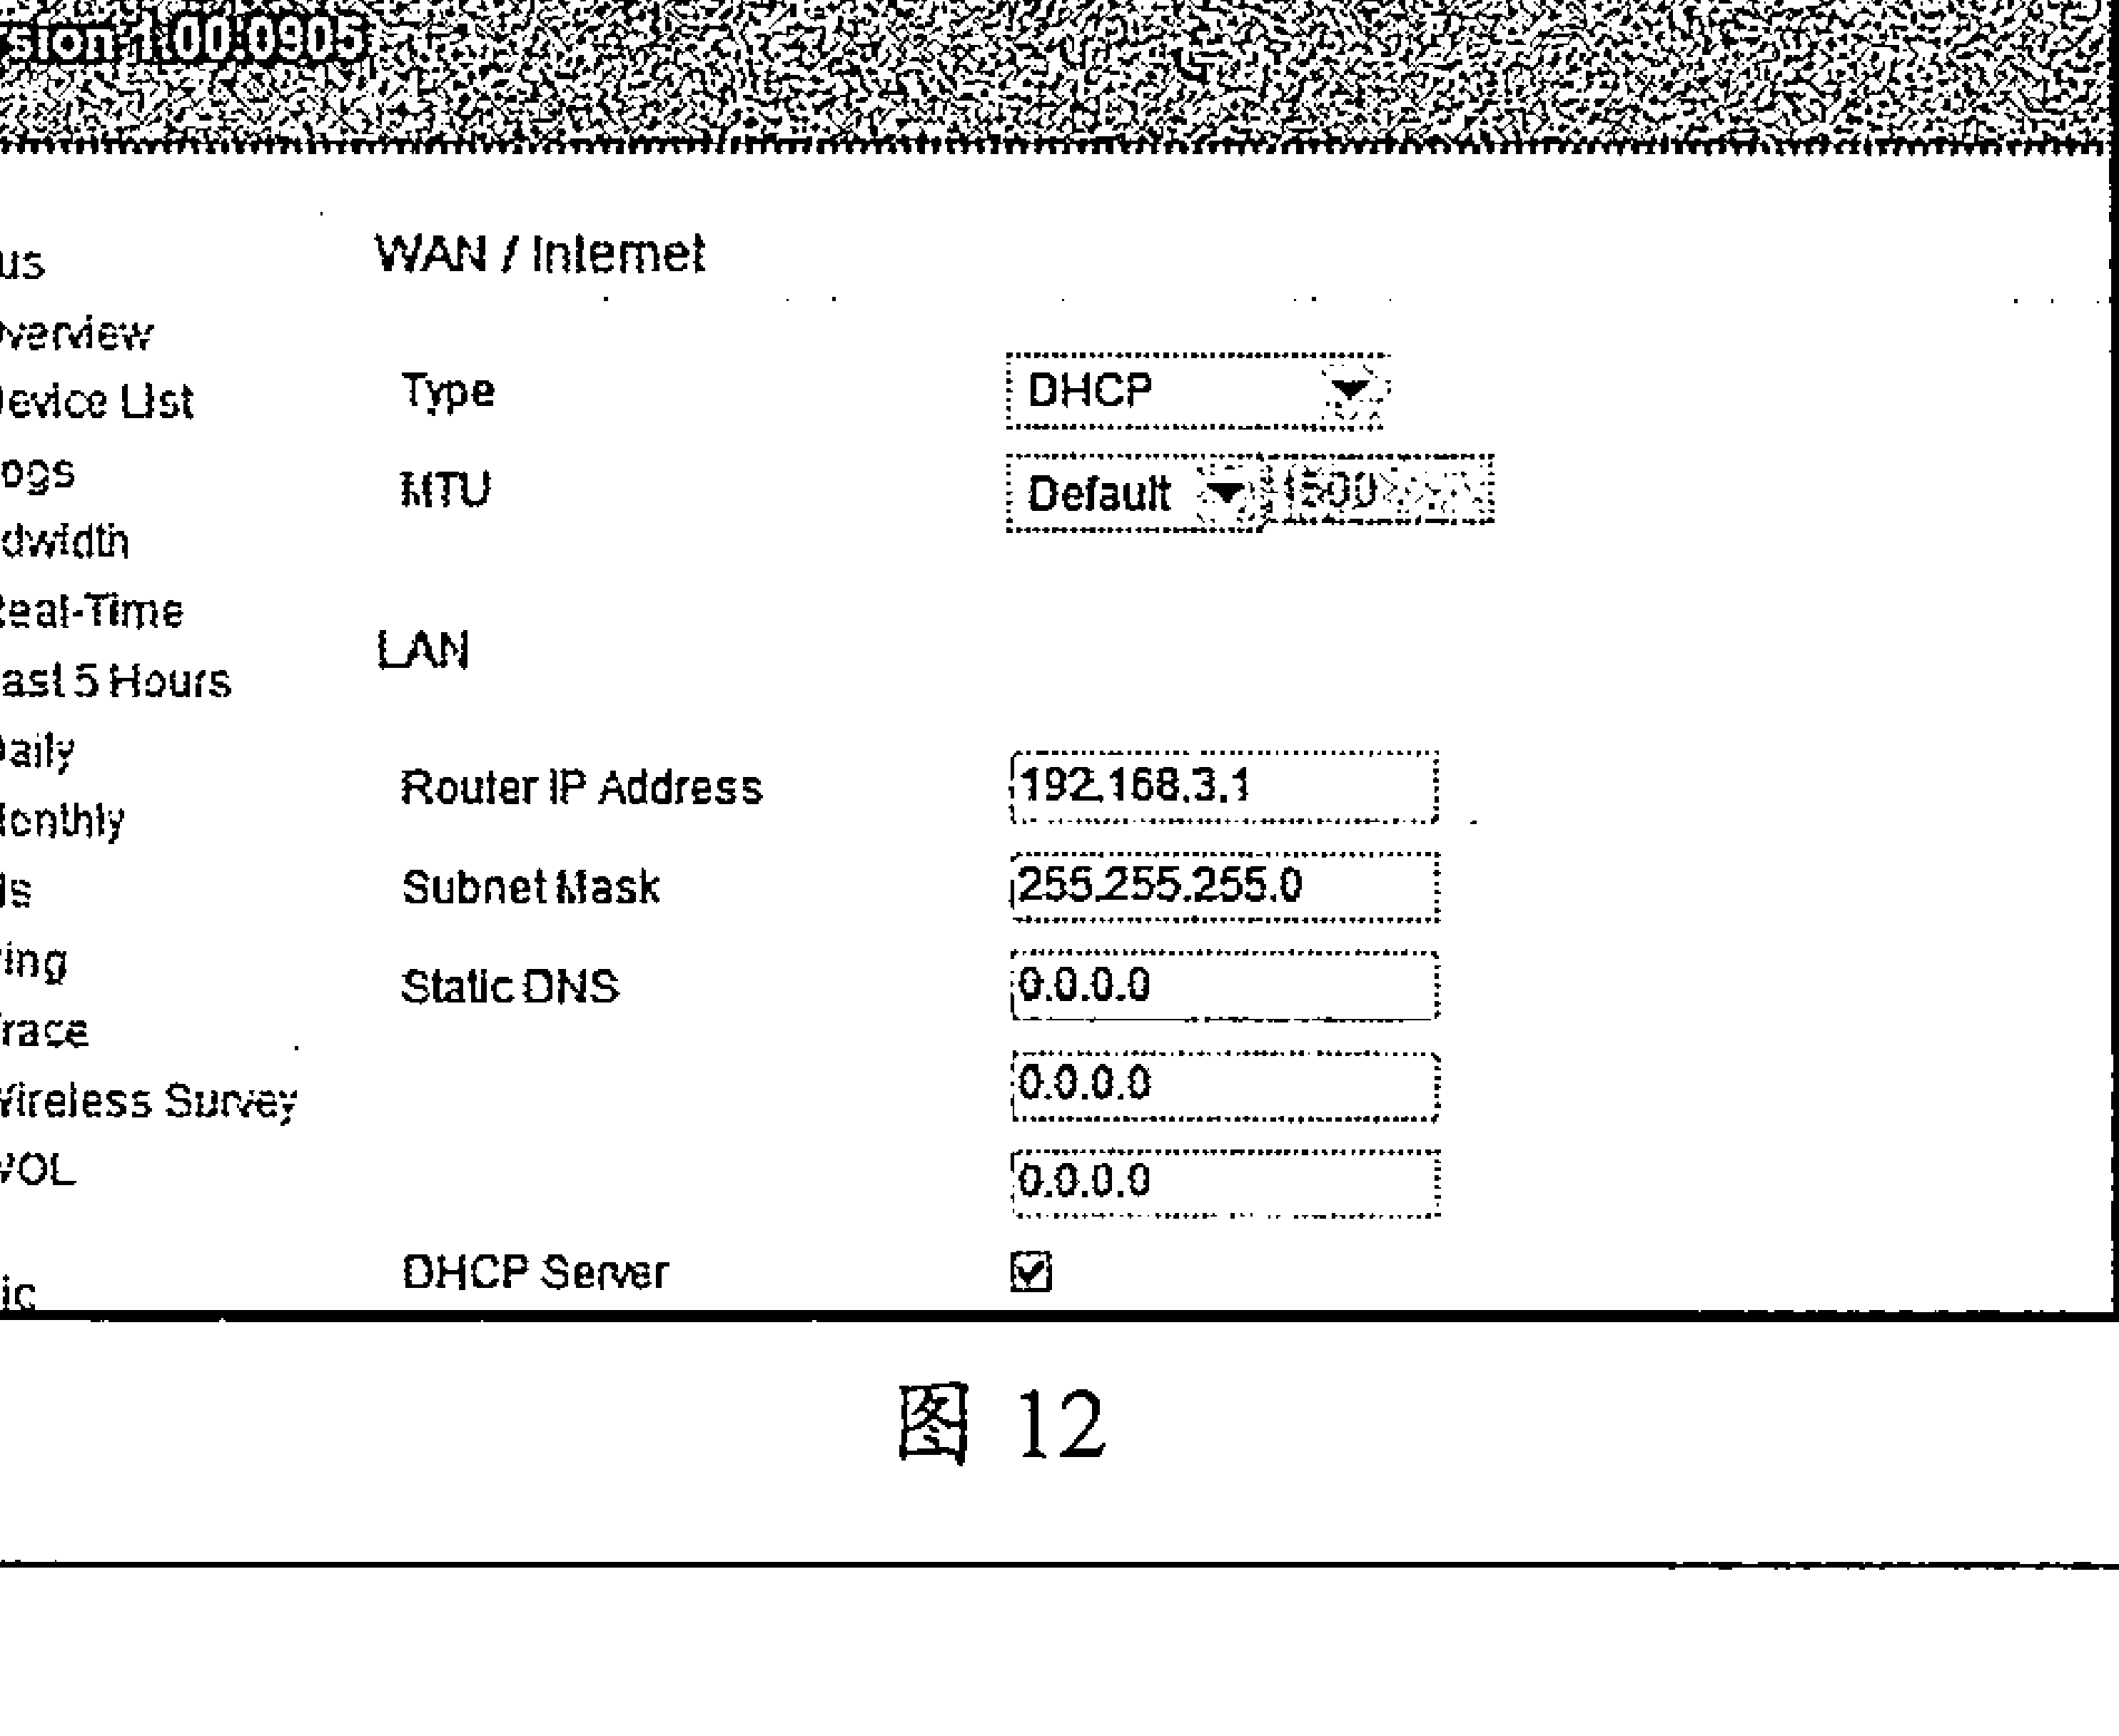 sion 1.00.0905
us
verview
evice List
ogs
dwidth
eal-Time
ast 5 Hours
aily
onthly
ls
ing
race
ireless Survey
OL
ic
WAN / Internet
Type DHCP
MTU Default 1500
LAN
Router IP Address 192.168.3.1
Subnet Mask 255.255.255.0
Static DNS 0.0.0.0
0.0.0.0
0.0.0.0
DHCP Server
图 12